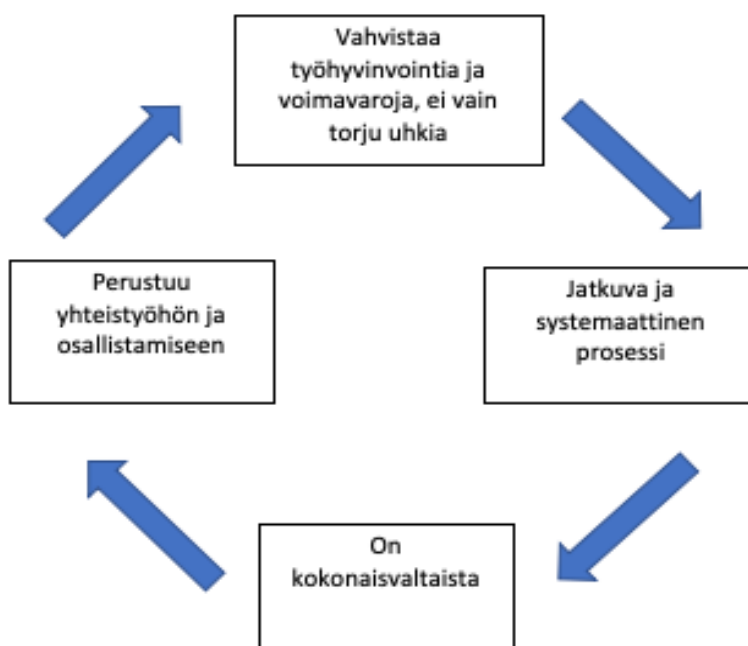 Vahvistaa
työhyvinvointia ja
voimavaroja, ei vain
torju uhkia
Perustuu
yhteistyöhön ja
osallistamiseen
Jatkuva ja
systemaattinen
prosessi
On
kokonaisvaltaista